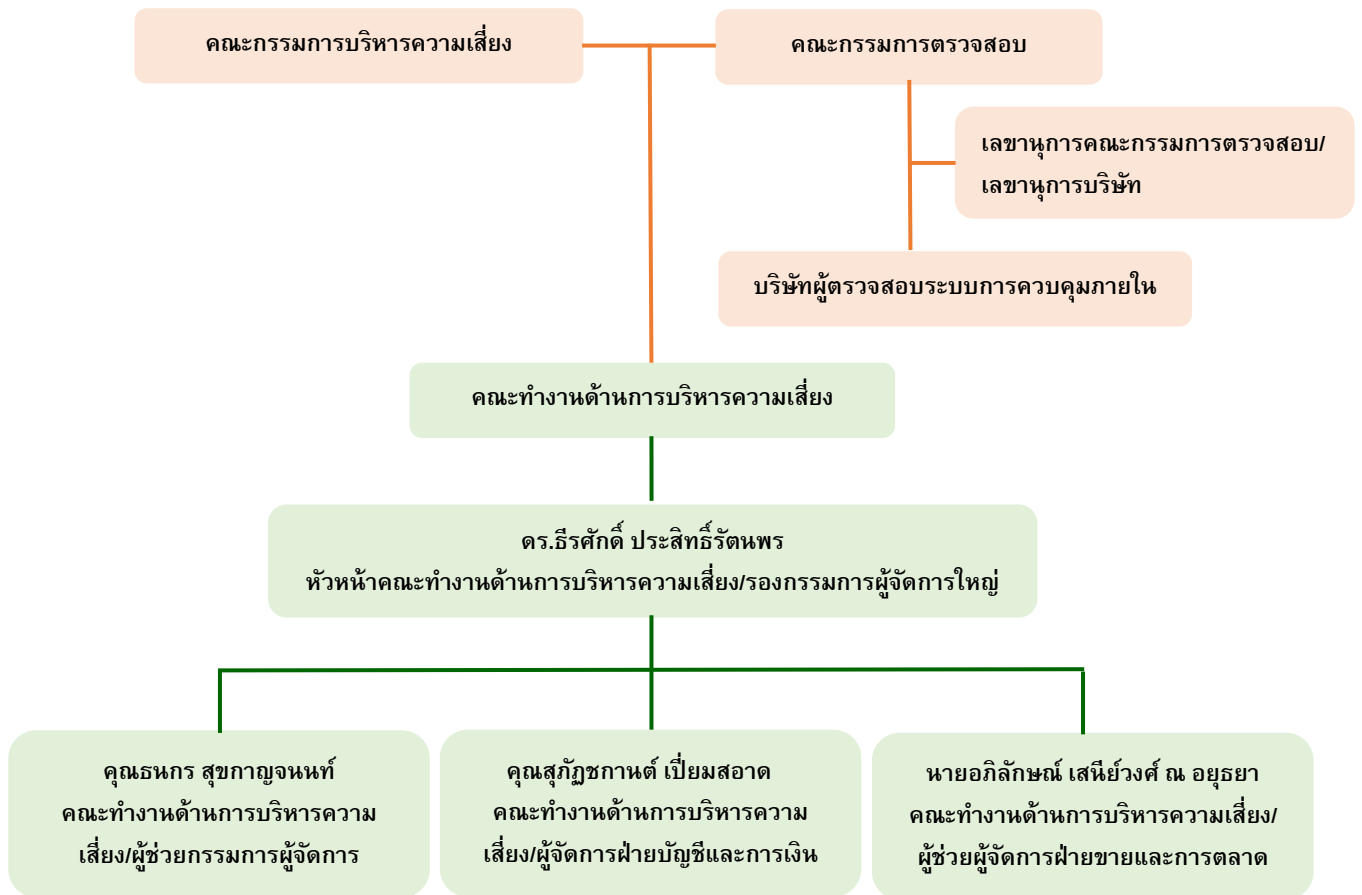 คณะกรรมการบริหารความเสี่ยง
คณะกรรมการตรวจสอบ
เลขานุการคณะกรรมการตรวจสอบ/
เลขานุการบริษัท
บริษัทผู้ตรวจสอบระบบการควบคุมภายใน
คณะทำงานด้านการบริหารความเสี่ยง
ดร.ธีรศักดิ์ ประสิทธิ์รัตนพร
หัวหน้าคณะทำงานด้านการบริหารความเสี่ยง/รองกรรมการผู้จัดการใหญ่
คุณธนกร สุขกาญจนนท์
คณะทำงานด้านการบริหารความ
เสี่ยง/ผู้ช่วยกรรมการผู้จัดการ
คุณสุภัฏชกานต์ เปี่ยมสอาด
คณะทำงานด้านการบริหารความ
เสี่ยง/ผู้จัดการฝ่ายบัญชีและการเงิน
นายอภิลักษณ์ เสนีย์วงศ์ ณ อยุธยา
คณะทำงานด้านการบริหารความเสี่ยง/
ผู้ช่วยผู้จัดการฝ่ายขายและการตลาด